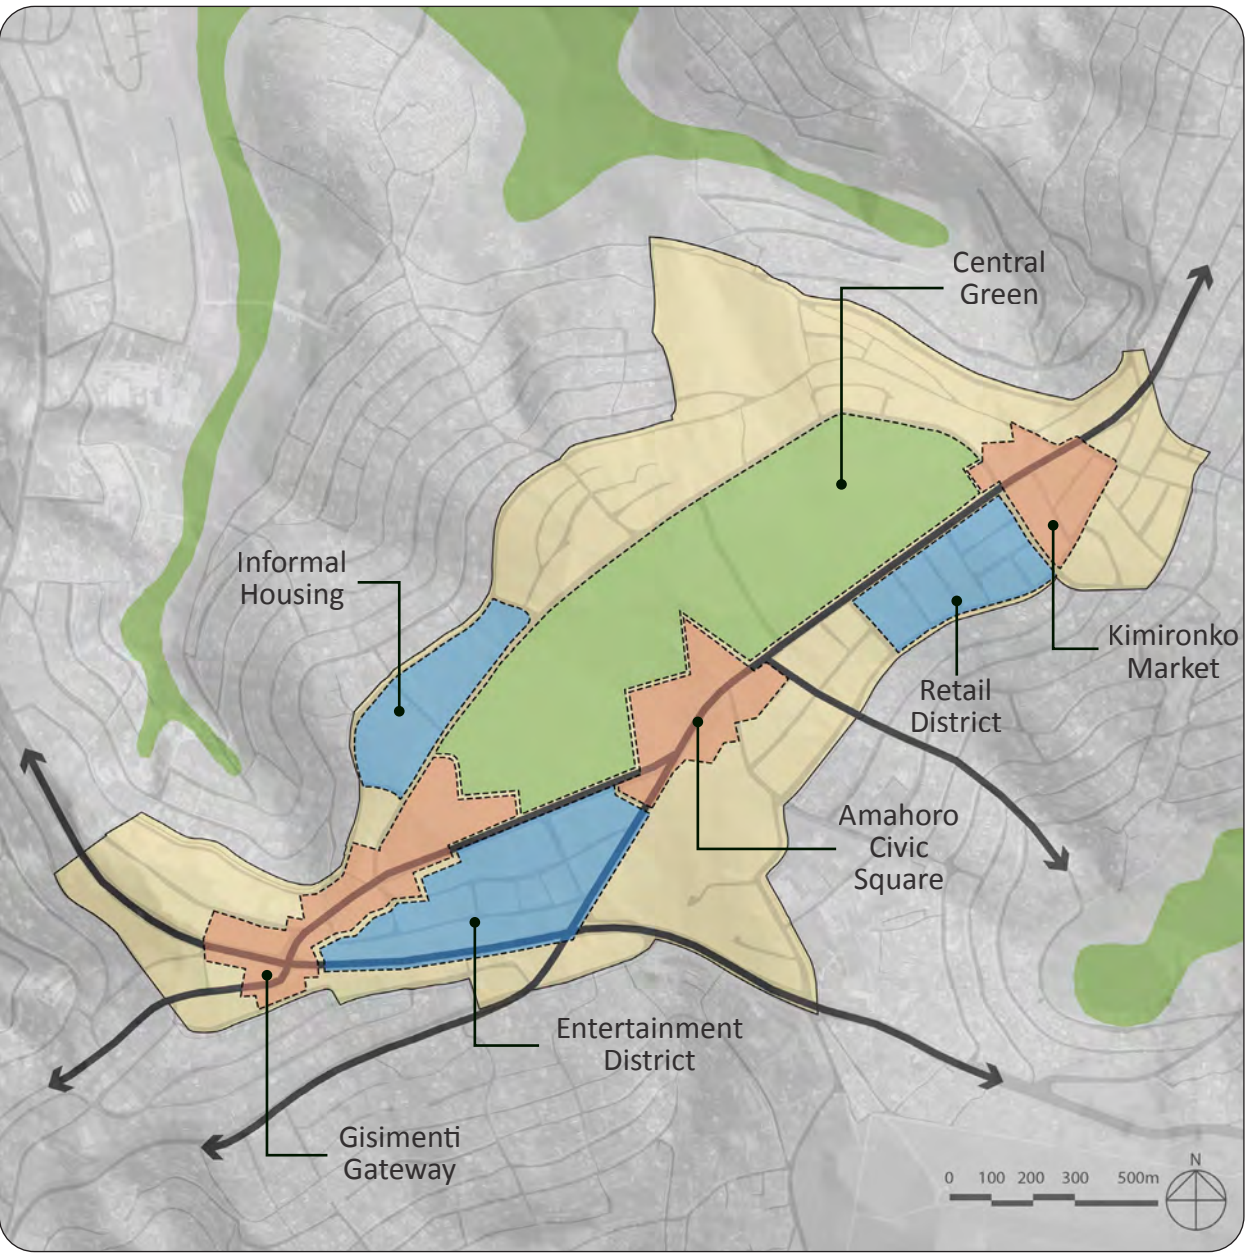 Central
Green
Informal
Housing
Kimironko
Market
Retail
District
Amahoro
Civic
Square
Entertainment
District
Gisimenti
Gateway
N
0 100 200 300 500m